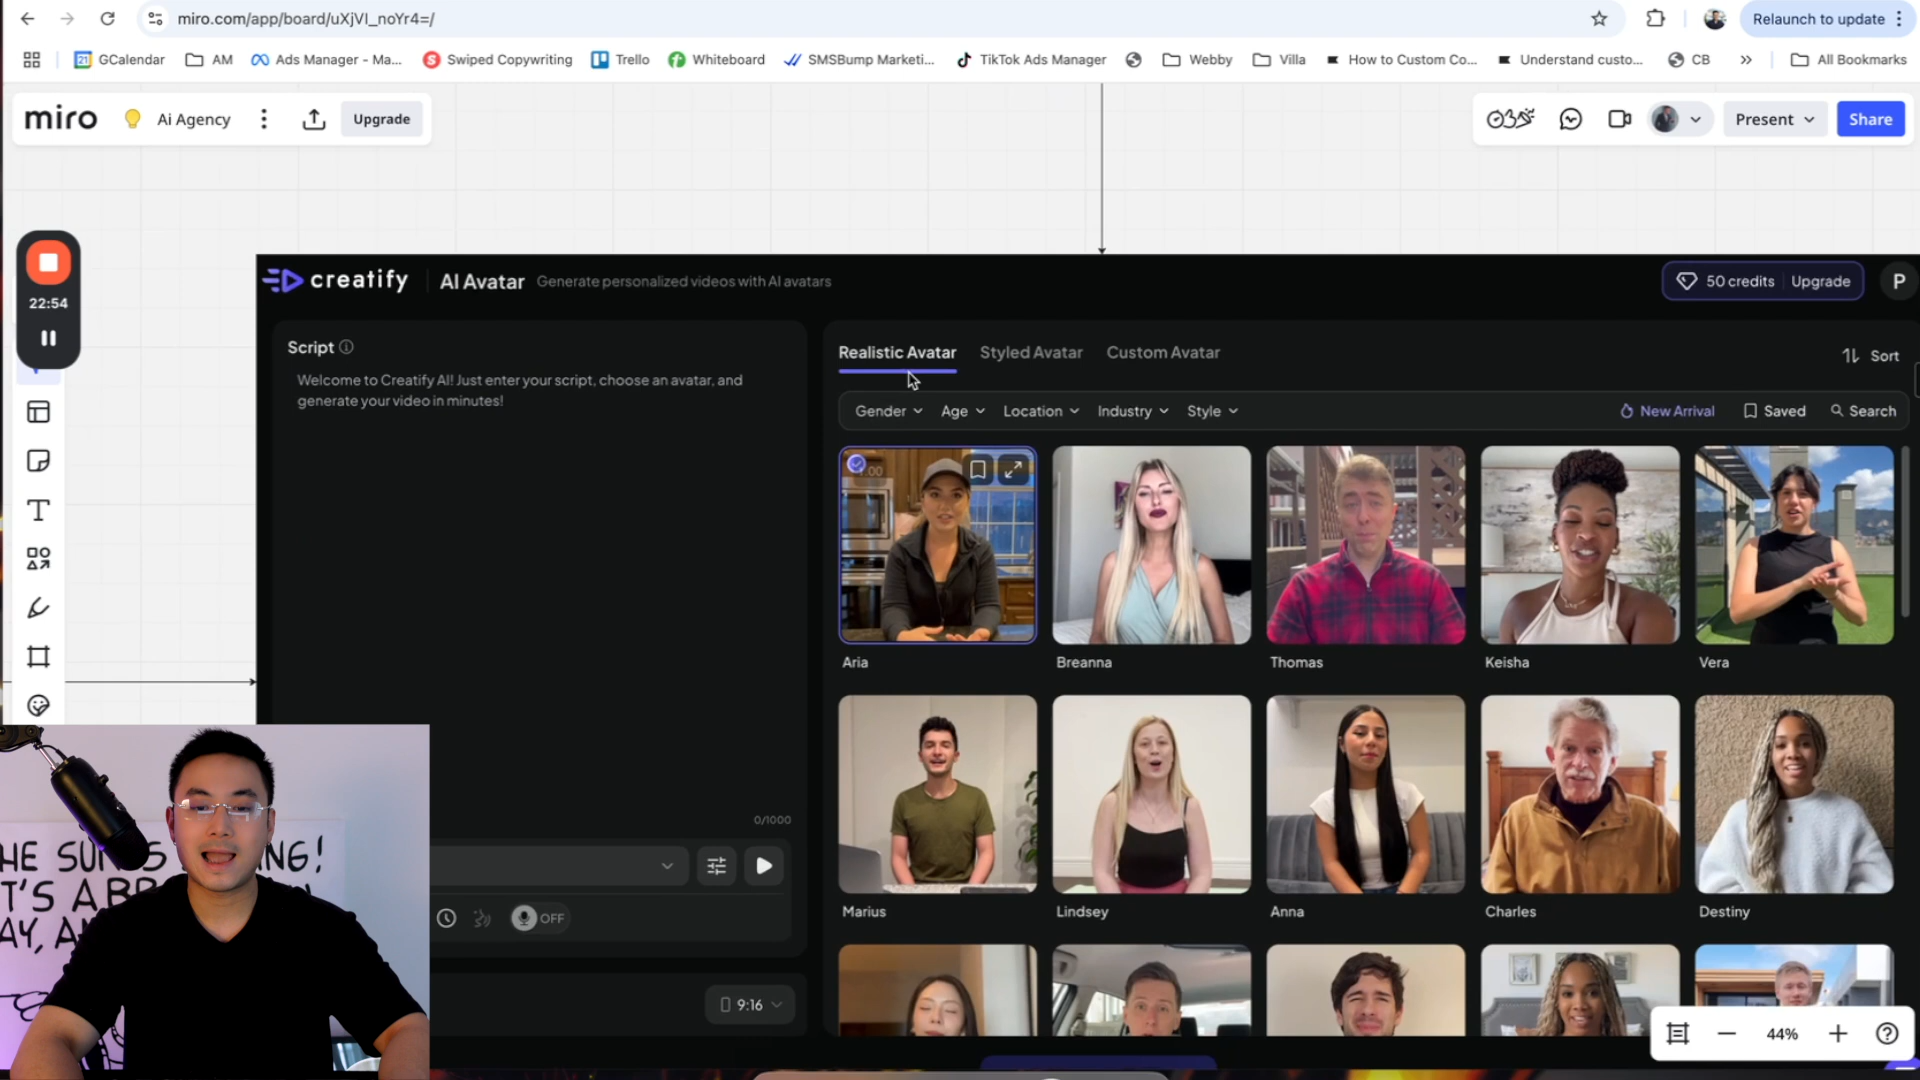 miro.com/app/board/uXjVI_noYr4=/
Relaunch to update
GCalendar
AM
Ads Manager - Ma...
Swiped Copywriting
Trello
Whiteboard
SMSBump Marketi...
TikTok Ads Manager
Webby
Villa
How to Custom Co...
Understand custo...
CB
All Bookmarks
miro
Ai Agency
Upgrade
Present
Share
22:54
creatify
AI Avatar
Generate personalized videos with AI avatars
50 credits
Upgrade
P
Script
Welcome to Creatify AI! Just enter your script, choose an avatar, and
generate your video in minutes!
0/1000
OFF
9:16
Realistic Avatar
Styled Avatar
Custom Avatar
Sort
Gender
Age
Location
Industry
Style
New Arrival
Saved
Search
Aria
Breanna
Thomas
Keisha
Vera
Marius
Lindsey
Anna
Charles
Destiny
44%